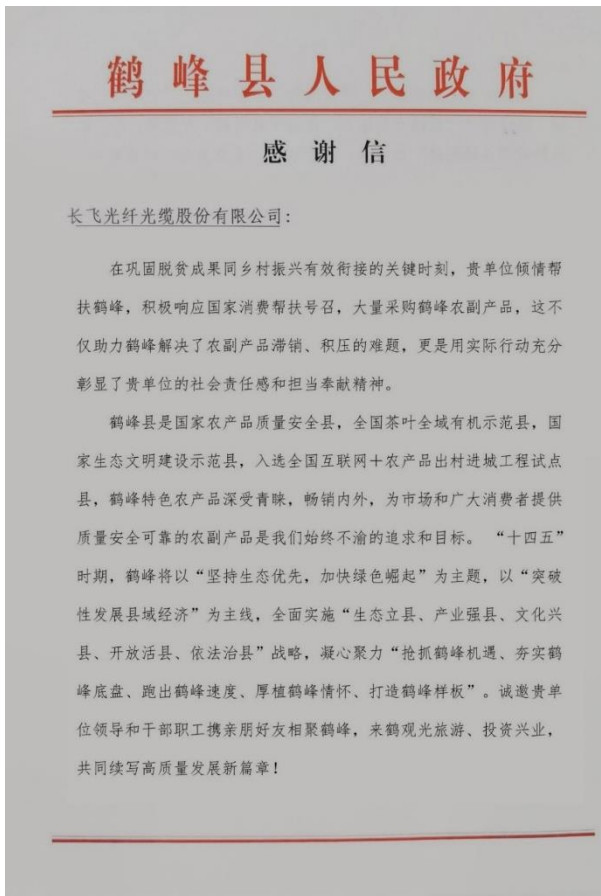 鹤峰县人民政府
感谢信
长飞光纤光缆股份有限公司:
在巩固脱贫成果同乡村振兴有效衔接的关键时刻，贵单位倾情帮
扶鹤峰，积极响应国家消费帮扶号召，大量采购鹤峰农副产品，这不
仅助力鹤峰解决了农副产品滞销、积压的难题，更是用实际行动充分
彰显了贵单位的社会责任感和担当奉献精神。
鹤峰县是国家农产品质量安全县，全国茶叶全域有机示范县，国
家生态文明建设示范县，入选全国互联网＋农产品出村进城工程试点
县，鹤峰特色农产品深受青睐，畅销内外，为市场和广大消费者提供
质量安全可靠的农副产品是我们始终不渝的追求和目标。 “十四五”
时期，鹤峰将以“坚持生态优先，加快绿色崛起”为主题，以“突破
性发展县域经济”为主线，全面实施“生态立县、产业强县、文化兴
县、开放活县、依法治县”战略，凝心聚力“抢抓鹤峰机遇、夯实鹤
峰底盘、跑出鹤峰速度、厚植鹤峰情怀、打造鹤峰样板”。诚邀贵单
位领导和干部职工携亲朋好友相聚鹤峰，来鹤观光旅游、投资兴业，
共同续写高质量发展新篇章！